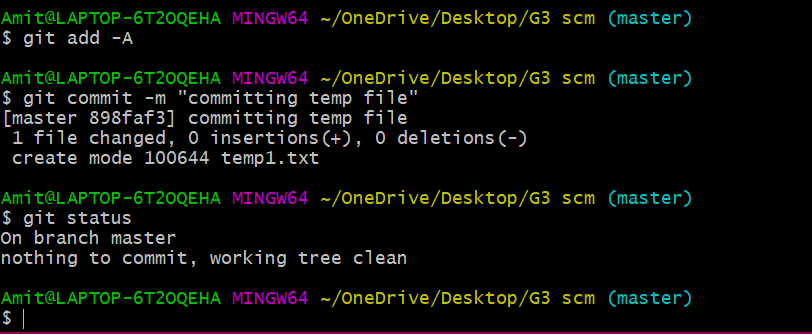 Amit@LAPTOP-6T2OQEHA MINGW64 ~/OneDrive/Desktop/G3 scm (master)
$ git add -A
Amit@LAPTOP-6T2OQEHA MINGW64 ~/OneDrive/Desktop/G3 scm (master)
$ git commit -m "committing temp file"
[master 898faf3] committing temp file
 1 file changed, 0 insertions(+), 0 deletions(-)
 create mode 100644 temp1.txt
Amit@LAPTOP-6T2OQEHA MINGW64 ~/OneDrive/Desktop/G3 scm (master)
$ git status
On branch master
nothing to commit, working tree clean
Amit@LAPTOP-6T2OQEHA MINGW64 ~/OneDrive/Desktop/G3 scm (master)
$